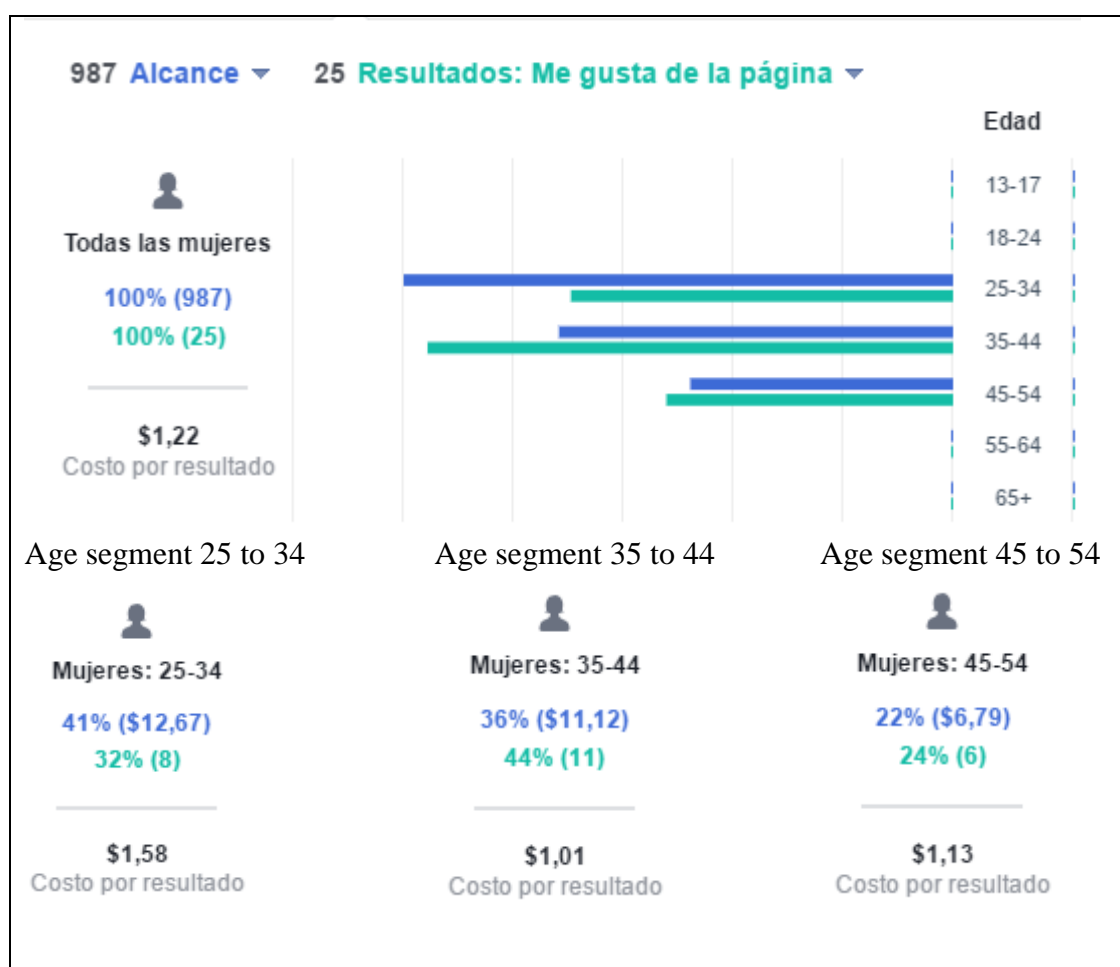 987 Alcance 25 Resultados: Me gusta de la página
Edad
13-17
18-24
25-34
35-44
45-54
55-64
65+
Todas las mujeres
100% (987)
100% (25)
$1,22
Costo por resultado
Age segment 25 to 34
Age segment 35 to 44
Age segment 45 to 54
Mujeres: 25-34
41% ($12,67)
32% (8)
$1,58
Costo por resultado
Mujeres: 35-44
36% ($11,12)
44% (11)
$1,01
Costo por resultado
Mujeres: 45-54
22% ($6,79)
24% (6)
$1,13
Costo por resultado